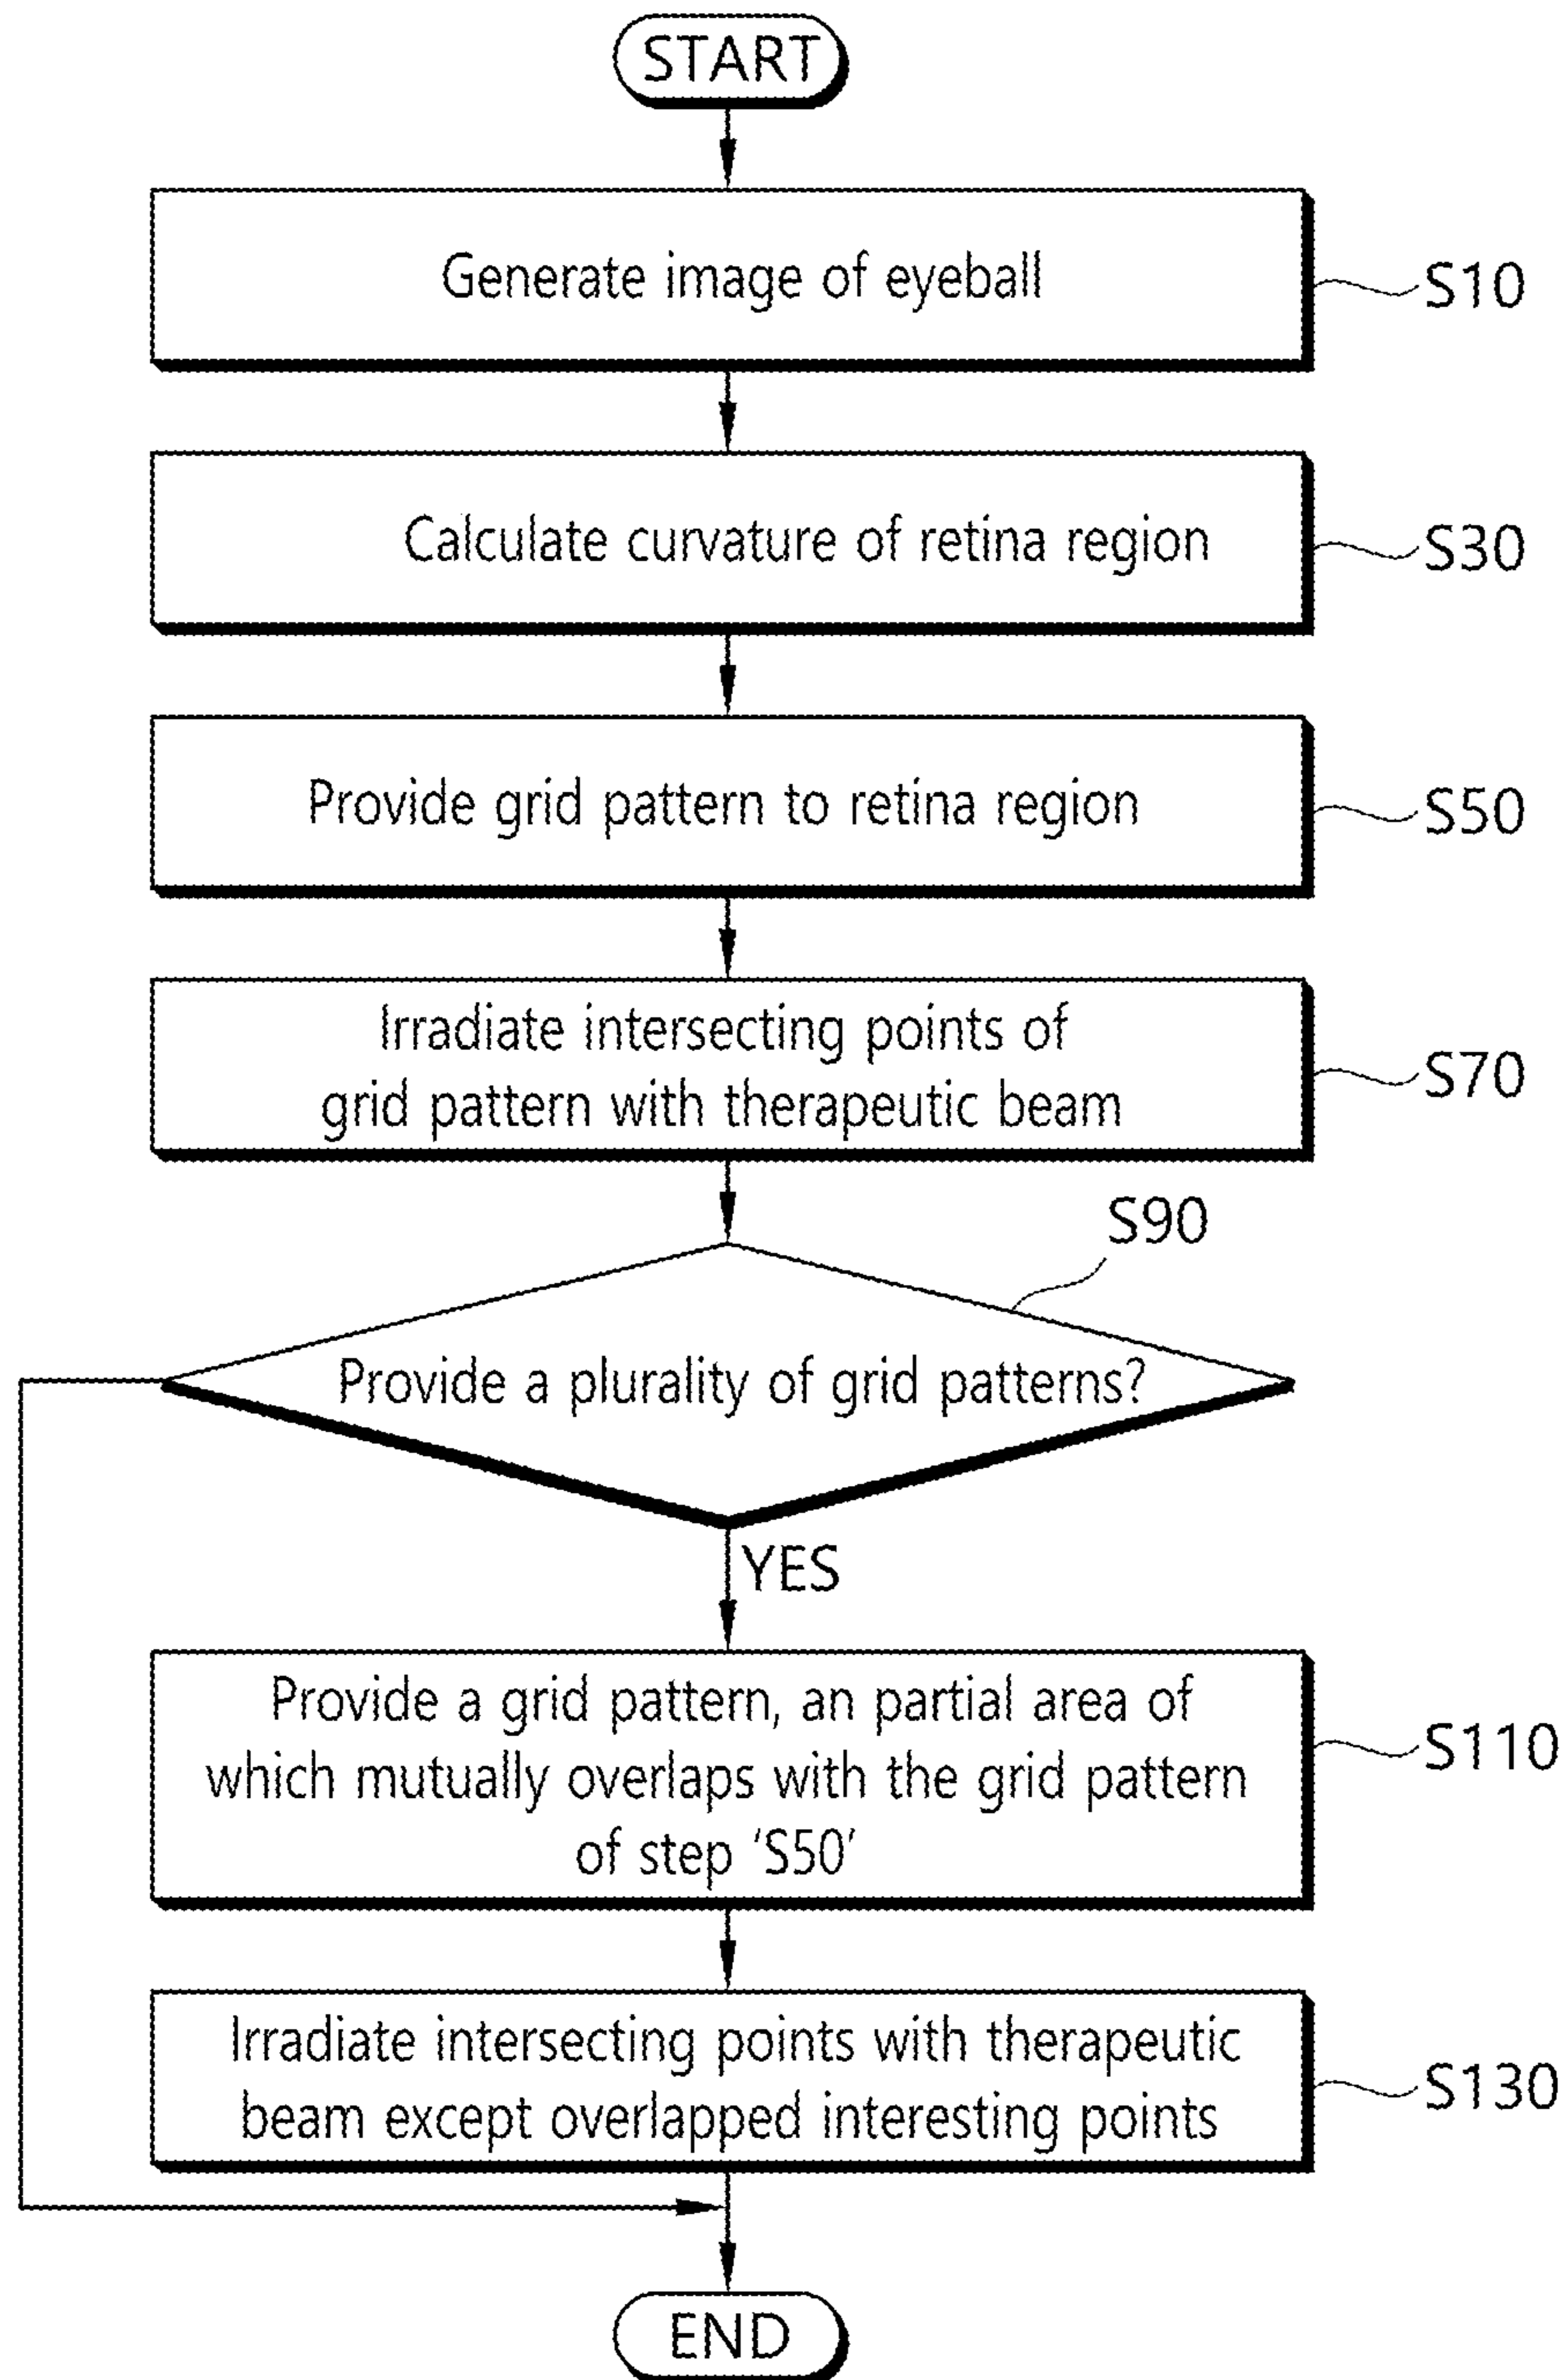 START
Generate image of eyeball
S10
Calculate curvature of retina region
S30
Provide grid pattern to retina region
S50
Irradiate intersecting points of
grid pattern with therapeutic beam
S70
S90
Provide a plurality of grid patterns?
YES
Provide a grid pattern, an partial area of
which mutually overlaps with the grid pattern
of step ‘S50’
S110
Irradiate intersecting points with therapeutic
beam except overlapped interesting points
S130
END